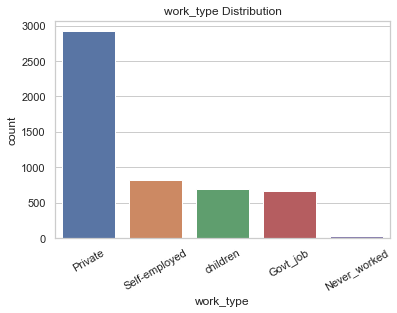 work_type Distribution
3000
2500
2000
1500
1000
500
0
count
Private
Self-employed
children
Govt_job
Never_worked
work_type